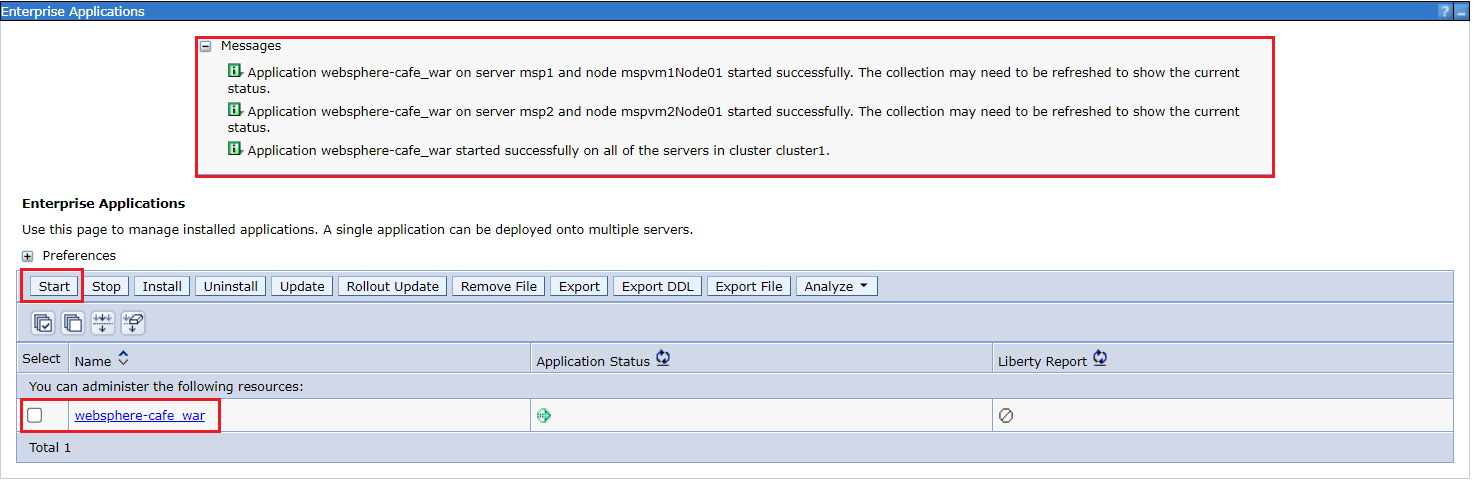 Enterprise Applications ? _
Messages
Application websphere-cafe_war on server msp1 and node mspvm1Node01 started successfully. The collection may need to be refreshed to show the current
status.
Application websphere-cafe_war on server msp2 and node mspvm2Node01 started successfully. The collection may need to be refreshed to show the current
status.
Application websphere-cafe_war started successfully on all of the servers in cluster cluster1.
Enterprise Applications
Use this page to manage installed applications. A single application can be deployed onto multiple servers.
Preferences
Start Stop Install Uninstall Update Rollout Update Remove File Export Export DDL Export File Analyze
Select Name Application Status Liberty Report
You can administer the following resources:
websphere-cafe_war
Total 1